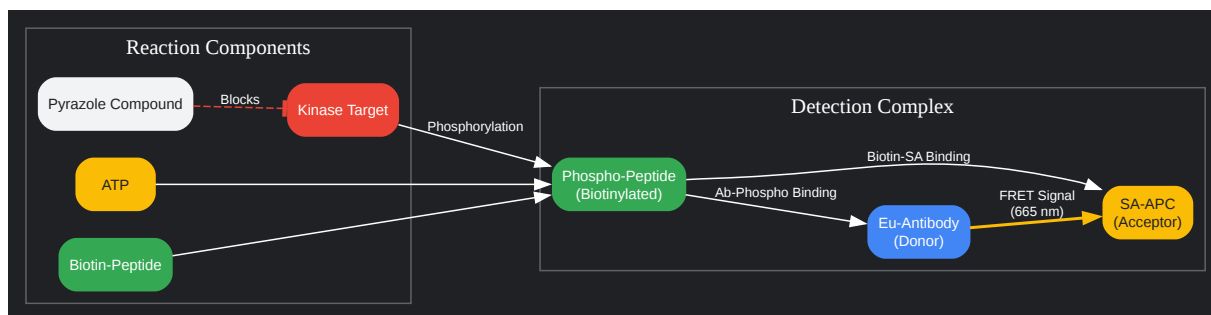 Reaction Components
Pyrazole Compound
Blocks
Kinase Target
Phosphorylation
ATP
Biotin-Peptide
Detection Complex
Phospho-Peptide
(Biotinylated)
Biotin-SA Binding
Ab-Phospho Binding
Eu-Antibody
(Donor)
FRET Signal
(665 nm)
SA-APC
(Acceptor)